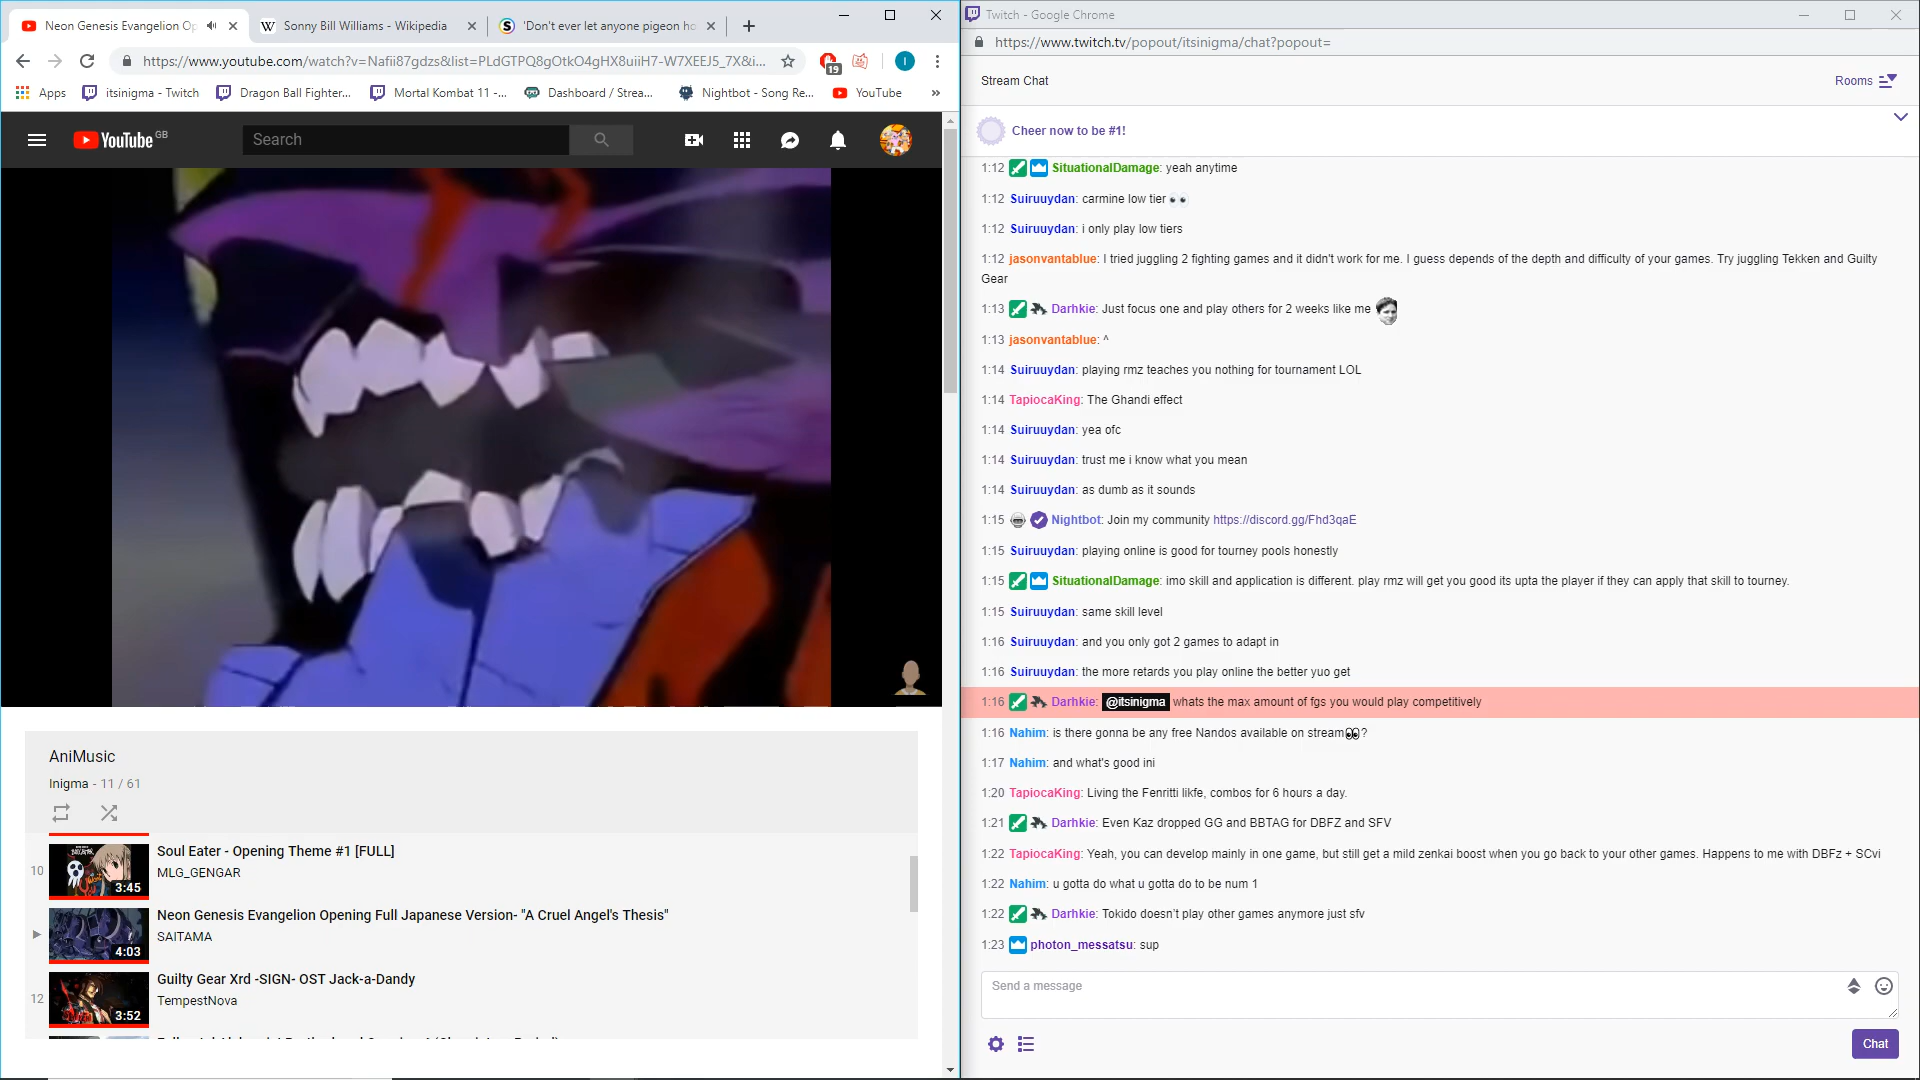 Neon Genesis Evangelion Op
Sonny Bill Williams - Wikipedia
'Don't ever let anyone pigeon ho
https://www.youtube.com/watch?v=Nafii87gdzs&list=PLdGTPQ8gOtkO4gHX8uiiH7-W7XEEJ5_7X&i...
19
Apps
itsinigma - Twitch
Dragon Ball Fighter...
Mortal Kombat 11 -...
Dashboard / Strea...
Nightbot - Song Re...
YouTube
»
YouTube GB
Search
AniMusic
Inigma - 11 / 61
10
3:45
Soul Eater - Opening Theme #1 [FULL]
MLG_GENGAR
4:03
Neon Genesis Evangelion Opening Full Japanese Version- "A Cruel Angel's Thesis"
SAITAMA
12
3:52
Guilty Gear Xrd -SIGN- OST Jack-a-Dandy
TempestNova
Twitch - Google Chrome
https://www.twitch.tv/popout/itsinigma/chat?popout=
Stream Chat
Rooms
Cheer now to be #1!
1:12 SituationalDamage: yeah anytime
1:12 Suiruuydan: carmine low tier 👀
1:12 Suiruuydan: i only play low tiers
1:12 jasonvantablue: I tried juggling 2 fighting games and it didn't work for me. I guess depends of the depth and difficulty of your games. Try juggling Tekken and Guilty
Gear
1:13 Darhkie: Just focus one and play others for 2 weeks like me
1:13 jasonvantablue: ^
1:14 Suiruuydan: playing rmz teaches you nothing for tournament LOL
1:14 TapiocaKing: The Ghandi effect
1:14 Suiruuydan: yea ofc
1:14 Suiruuydan: trust me i know what you mean
1:14 Suiruuydan: as dumb as it sounds
1:15 Nightbot: Join my community https://discord.gg/Fhd3qaE
1:15 Suiruuydan: playing online is good for tourney pools honestly
1:15 SituationalDamage: imo skill and application is different. play rmz will get you good its upta the player if they can apply that skill to tourney.
1:15 Suiruuydan: same skill level
1:16 Suiruuydan: and you only got 2 games to adapt in
1:16 Suiruuydan: the more retards you play online the better yuo get
1:16 Darhkie: @itsinigma whats the max amount of fgs you would play competitively
1:16 Nahim: is there gonna be any free Nandos available on stream👀?
1:17 Nahim: and what's good ini
1:20 TapiocaKing: Living the Fenritti likfe, combos for 6 hours a day.
1:21 Darhkie: Even Kaz dropped GG and BBTAG for DBFZ and SFV
1:22 TapiocaKing: Yeah, you can develop mainly in one game, but still get a mild zenkai boost when you go back to your other games. Happens to me with DBFz + SCvi
1:22 Nahim: u gotta do what u gotta do to be num 1
1:22 Darhkie: Tokido doesn't play other games anymore just sfv
1:23 photon_messatsu: sup
Send a message
Chat